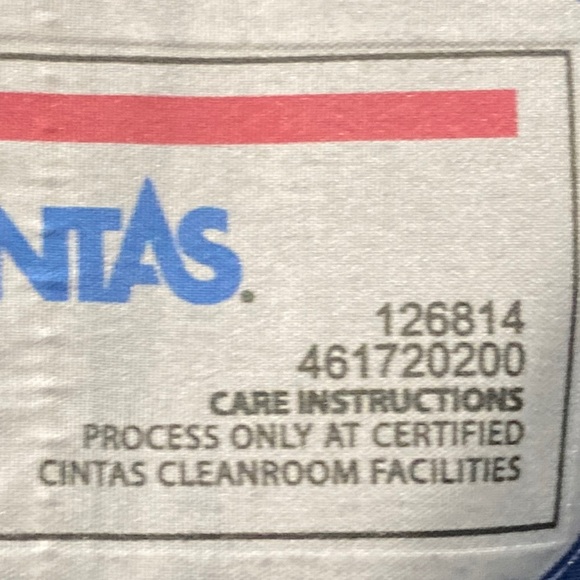 NTAS.
126814
461720200
CARE INSTRUCTIONS
PROCESS ONLY AT CERTIFIED
CINTAS CLEANROOM FACILITIES